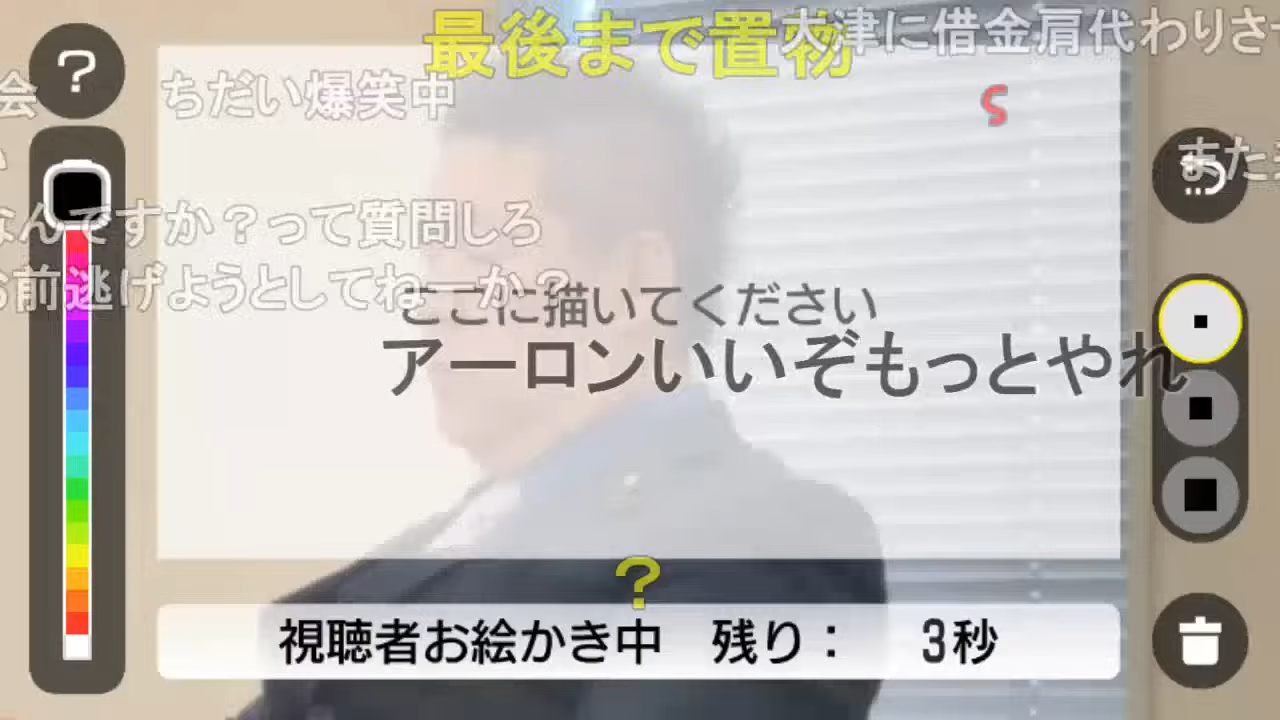 最後まで置物
大津に借金肩代わりさ
?
会
ちだい爆笑中
S
また
なんですか?って質問しろ
お前逃げようとしてねーか?
ここに描いてください
アーロンいいぞもっとやれ
?
視聴者お絵かき中 残り: 3秒